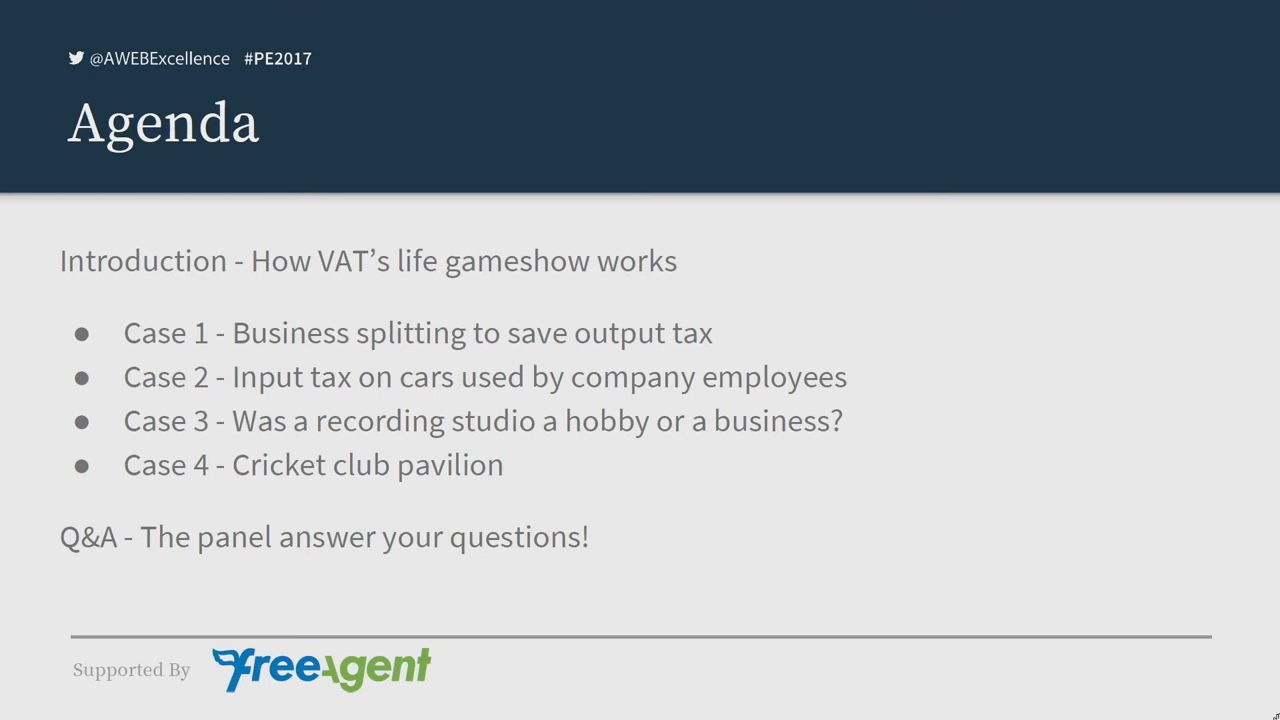 @AWEBExcellence #PE2017
Agenda
Introduction - How VAT’s life gameshow works
● Case 1 - Business splitting to save output tax
● Case 2 - Input tax on cars used by company employees
● Case 3 - Was a recording studio a hobby or a business?
● Case 4 - Cricket club pavilion
Q&A - The panel answer your questions!
Supported By freeagent